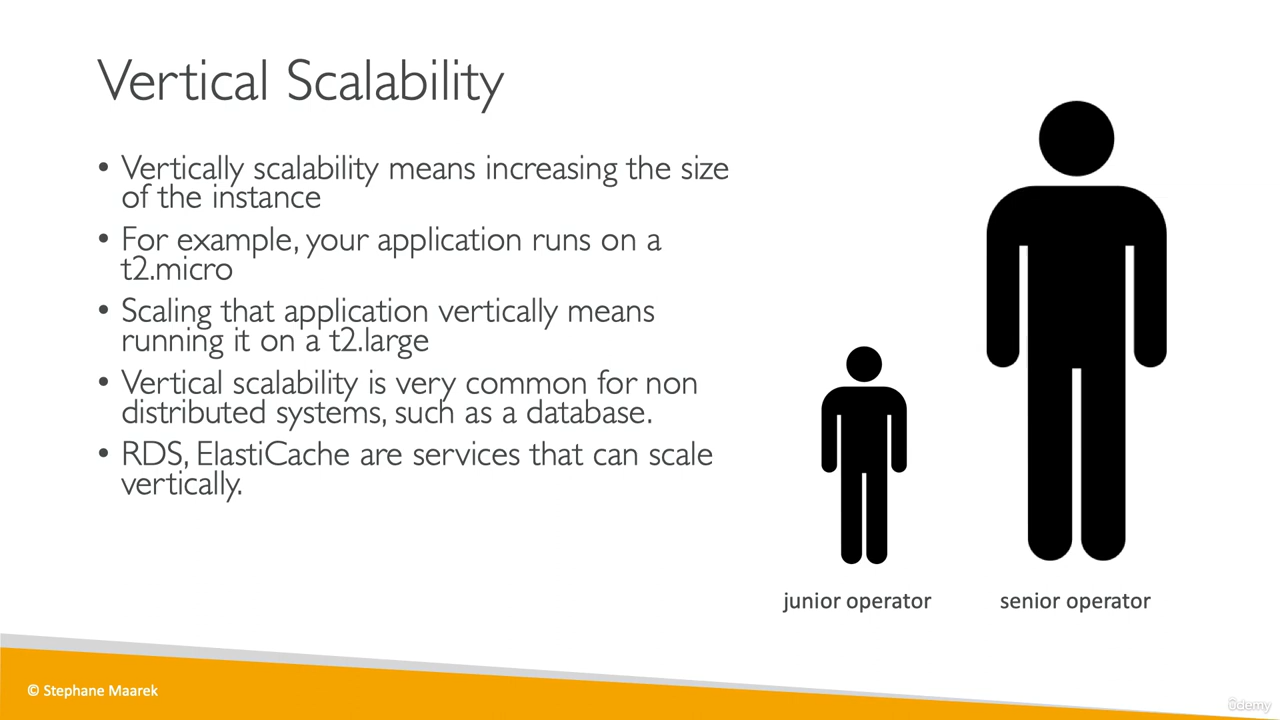 Vertical Scalability
• Vertically scalability means increasing the size
of the instance
• For example, your application runs on a
t2.micro
• Scaling that application vertically means
running it on a t2.large
• Vertical scalability is very common for non
distributed systems, such as a database.
• RDS, ElastiCache are services that can scale
vertically.
junior operator
senior operator
© Stephane Maarek
ûdemy